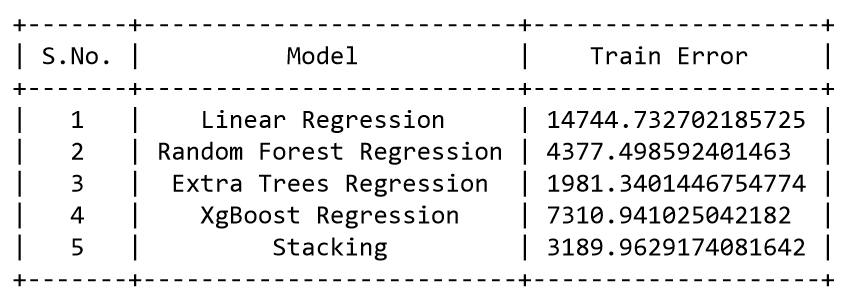 +-------+---------------------------+--------------------+
| S.No. |           Model           |    Train Error     |
+-------+---------------------------+--------------------+
|   1   |     Linear Regression     | 14744.732702185725 |
|   2   | Random Forest Regression | 4377.498592401463  |
|   3   |  Extra Trees Regression  | 1981.3401446754774 |
|   4   |    XgBoost Regression    | 7310.941025042182  |
|   5   |         Stacking         | 3189.9629174081642 |
+-------+---------------------------+--------------------+